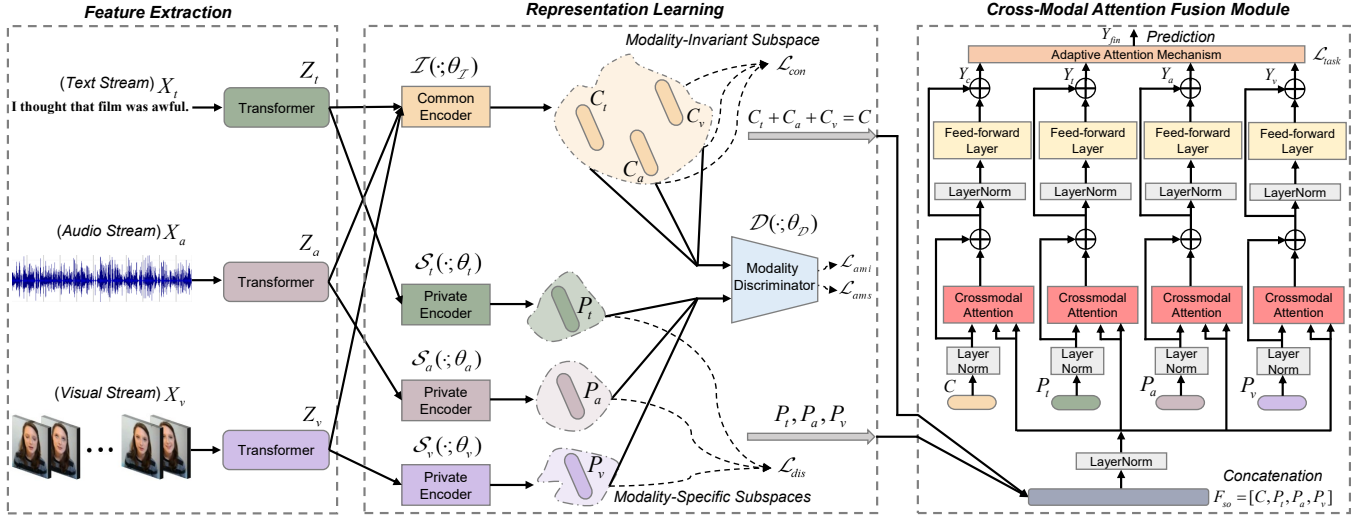 Feature Extraction
(Text Stream) X_t
I thought that film was awful.
Z_t
Transformer
(Audio Stream) X_a
Z_a
Transformer
(Visual Stream) X_v
Z_v
Transformer
Representation Learning
Modality-Invariant Subspace
I(·;θ_I)
Common
Encoder
C_t
C_v
C_a
L_con
C_t + C_a + C_v = C
S_t(·;θ_t)
Private
Encoder
P_t
S_a(·;θ_a)
Private
Encoder
P_a
S_v(·;θ_v)
Private
Encoder
P_v
D(·;θ_D)
Modality
Discriminator
L_ami
L_ams
P_t, P_a, P_v
L_dis
Modality-Specific Subspaces
Cross-Modal Attention Fusion Module
Y_fin
Prediction
Adaptive Attention Mechanism
L_task
Y_c
Y_t
Y_a
Y_v
Feed-forward
Layer
Feed-forward
Layer
Feed-forward
Layer
Feed-forward
Layer
LayerNorm
LayerNorm
LayerNorm
LayerNorm
Crossmodal
Attention
Crossmodal
Attention
Crossmodal
Attention
Crossmodal
Attention
Layer
Norm
Layer
Norm
Layer
Norm
Layer
Norm
C
P_t
P_a
P_v
LayerNorm
Concatenation
F_so = [C, P_t, P_a, P_v]